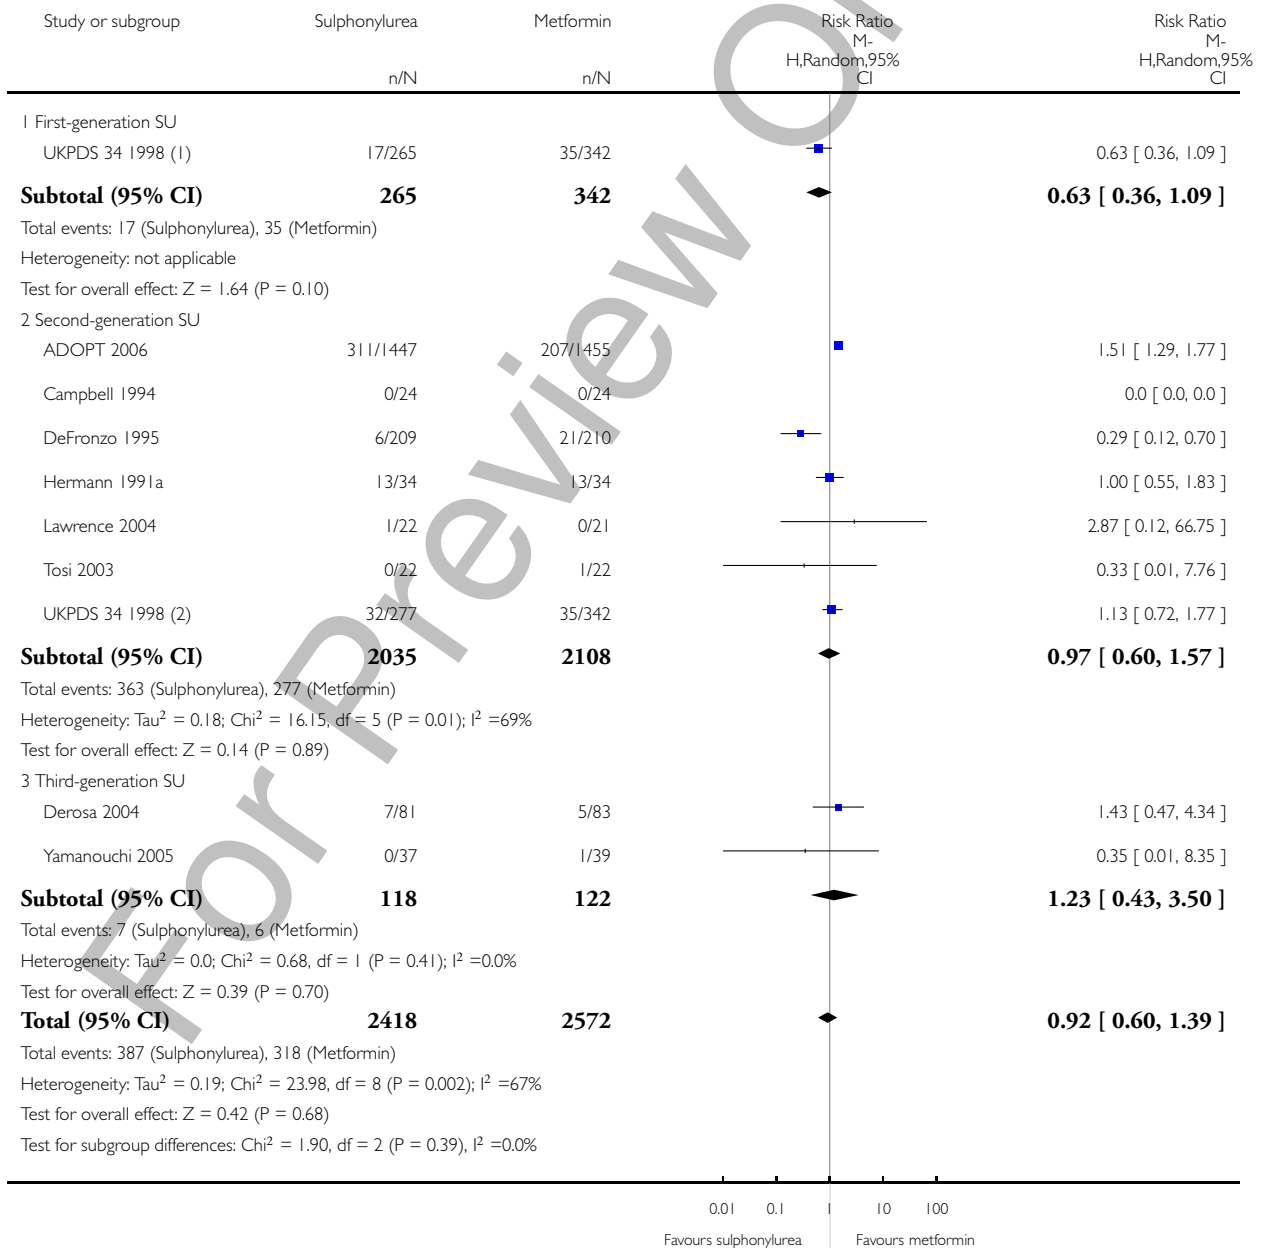 Study or subgroup Sulphonylurea Metformin Risk Ratio Risk Ratio
M- M-
H,Random,95% H,Random,95%
n/N n/N CI CI
1 First-generation SU
UKPDS 34 1998 (1) 17/265 35/342 0.63 [ 0.36, 1.09 ]
Subtotal (95% CI) 265 342 0.63 [ 0.36, 1.09 ]
Total events: 17 (Sulphonylurea), 35 (Metformin)
Heterogeneity: not applicable
Test for overall effect: Z = 1.64 (P = 0.10)
2 Second-generation SU
ADOPT 2006 311/1447 207/1455 1.51 [ 1.29, 1.77 ]
Campbell 1994 0/24 0/24 0.0 [ 0.0, 0.0 ]
DeFronzo 1995 6/209 21/210 0.29 [ 0.12, 0.70 ]
Hermann 1991a 13/34 13/34 1.00 [ 0.55, 1.83 ]
Lawrence 2004 1/22 0/21 2.87 [ 0.12, 66.75 ]
Tosi 2003 0/22 1/22 0.33 [ 0.01, 7.76 ]
UKPDS 34 1998 (2) 32/277 35/342 1.13 [ 0.72, 1.77 ]
Subtotal (95% CI) 2035 2108 0.97 [ 0.60, 1.57 ]
Total events: 363 (Sulphonylurea), 277 (Metformin)
Heterogeneity: Tau² = 0.18; Chi² = 16.15, df = 5 (P = 0.01); I² =69%
Test for overall effect: Z = 0.14 (P = 0.89)
3 Third-generation SU
Derosa 2004 7/81 5/83 1.43 [ 0.47, 4.34 ]
Yamanouchi 2005 0/37 1/39 0.35 [ 0.01, 8.35 ]
Subtotal (95% CI) 118 122 1.23 [ 0.43, 3.50 ]
Total events: 7 (Sulphonylurea), 6 (Metformin)
Heterogeneity: Tau² = 0.0; Chi² = 0.68, df = 1 (P = 0.41); I² =0.0%
Test for overall effect: Z = 0.39 (P = 0.70)
Total (95% CI) 2418 2572 0.92 [ 0.60, 1.39 ]
Total events: 387 (Sulphonylurea), 318 (Metformin)
Heterogeneity: Tau² = 0.19; Chi² = 23.98, df = 8 (P = 0.002); I² =67%
Test for overall effect: Z = 0.42 (P = 0.68)
Test for subgroup differences: Chi² = 1.90, df = 2 (P = 0.39), I² =0.0%
0.01 0.1 1 10 100
Favours sulphonylurea Favours metformin
For Preview